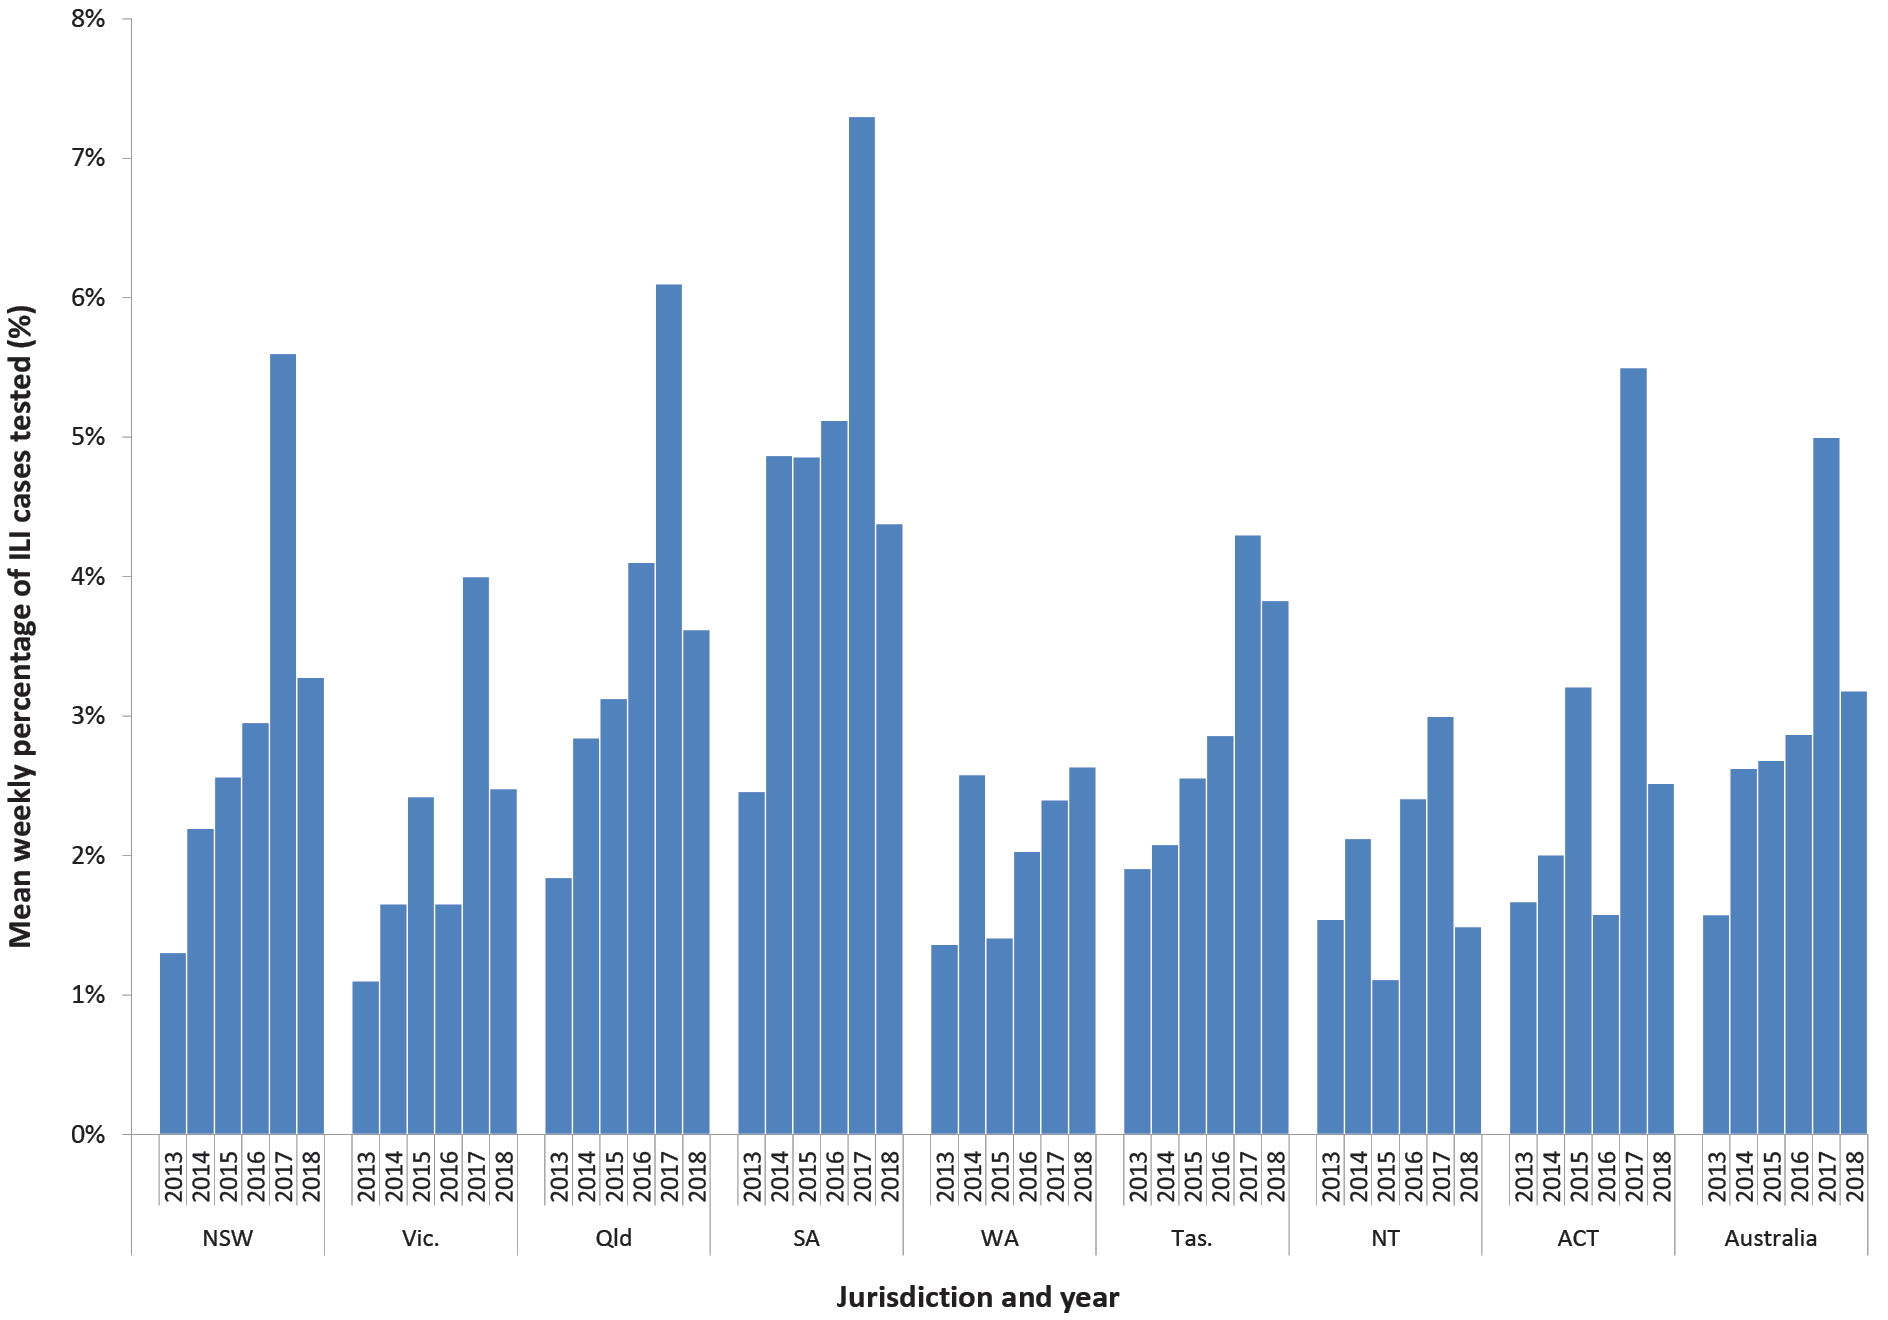 8%
7%
6%
5%
4%
3%
2%
1%
0%
Mean weekly percentage of ILI cases tested (%)
2013 2014 2015 2016 2017 2018 2013 2014 2015 2016 2017 2018 2013 2014 2015 2016 2017 2018 2013 2014 2015 2016 2017 2018 2013 2014 2015 2016 2017 2018 2013 2014 2015 2016 2017 2018 2013 2014 2015 2016 2017 2018 2013 2014 2015 2016 2017 2018 2013 2014 2015 2016 2017 2018
NSW Vic. Qld SA WA Tas. NT ACT Australia
Jurisdiction and year